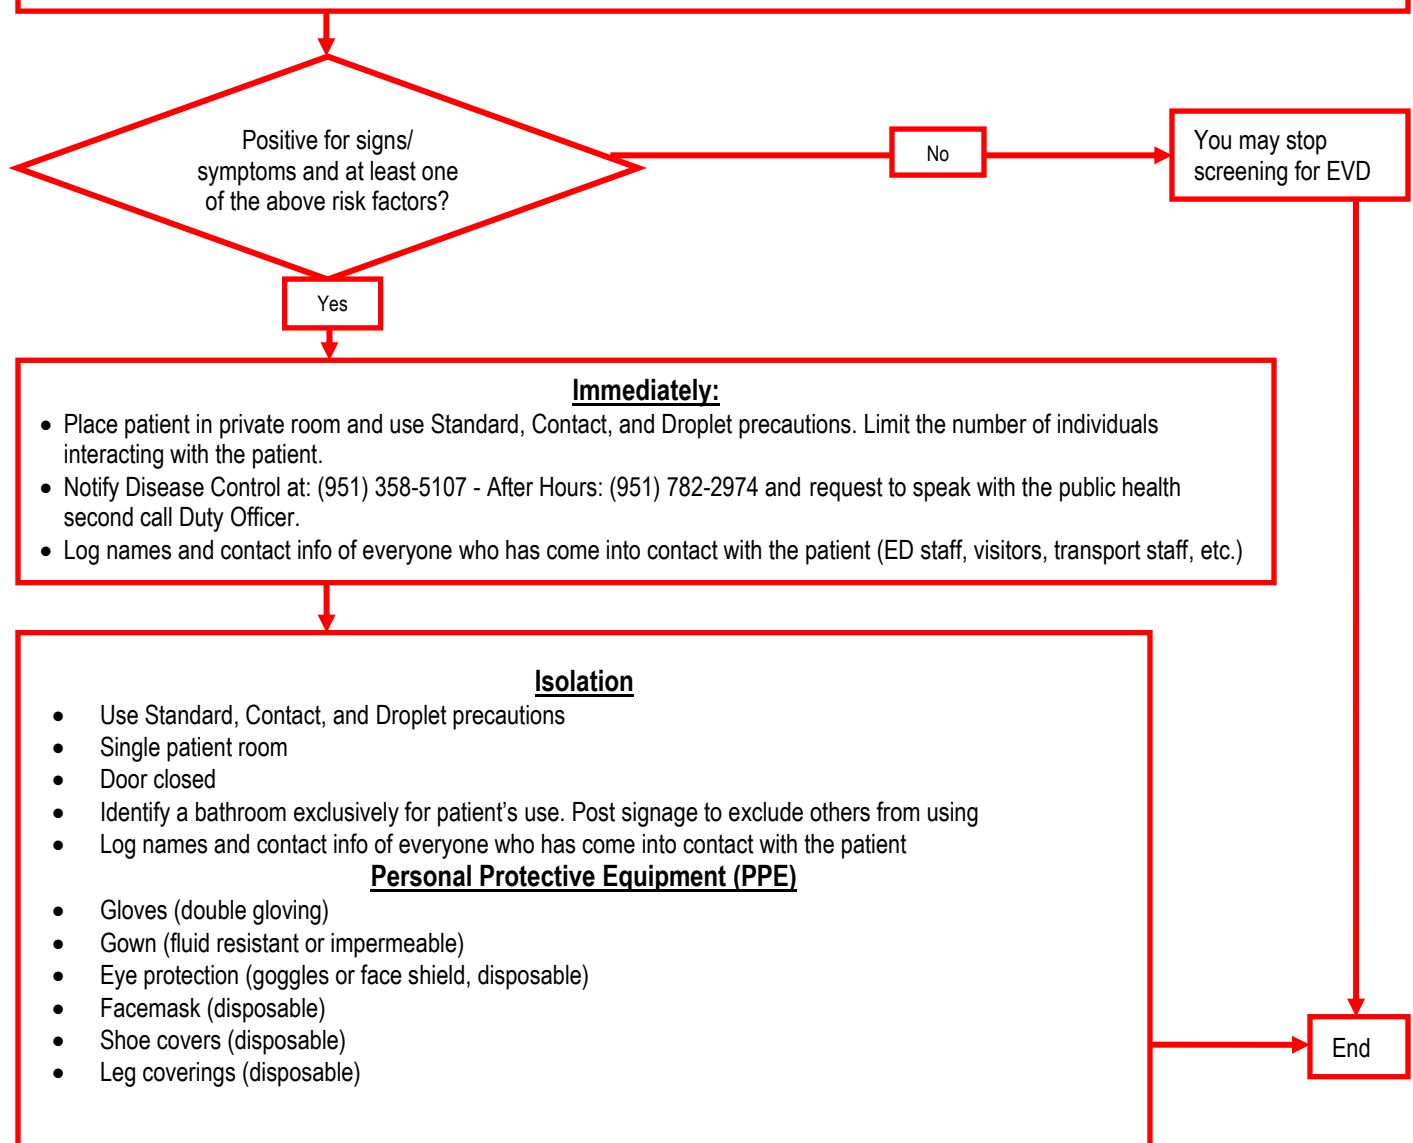 Positive for signs/
symptoms and at least one
of the above risk factors?
No
You may stop
screening for EVD
Yes
Immediately:
• Place patient in private room and use Standard, Contact, and Droplet precautions. Limit the number of individuals
interacting with the patient.
• Notify Disease Control at: (951) 358-5107 - After Hours: (951) 782-2974 and request to speak with the public health
second call Duty Officer.
• Log names and contact info of everyone who has come into contact with the patient (ED staff, visitors, transport staff, etc.)
Isolation
• Use Standard, Contact, and Droplet precautions
• Single patient room
• Door closed
• Identify a bathroom exclusively for patient’s use. Post signage to exclude others from using
• Log names and contact info of everyone who has come into contact with the patient
Personal Protective Equipment (PPE)
• Gloves (double gloving)
• Gown (fluid resistant or impermeable)
• Eye protection (goggles or face shield, disposable)
• Facemask (disposable)
• Shoe covers (disposable)
• Leg coverings (disposable)
End